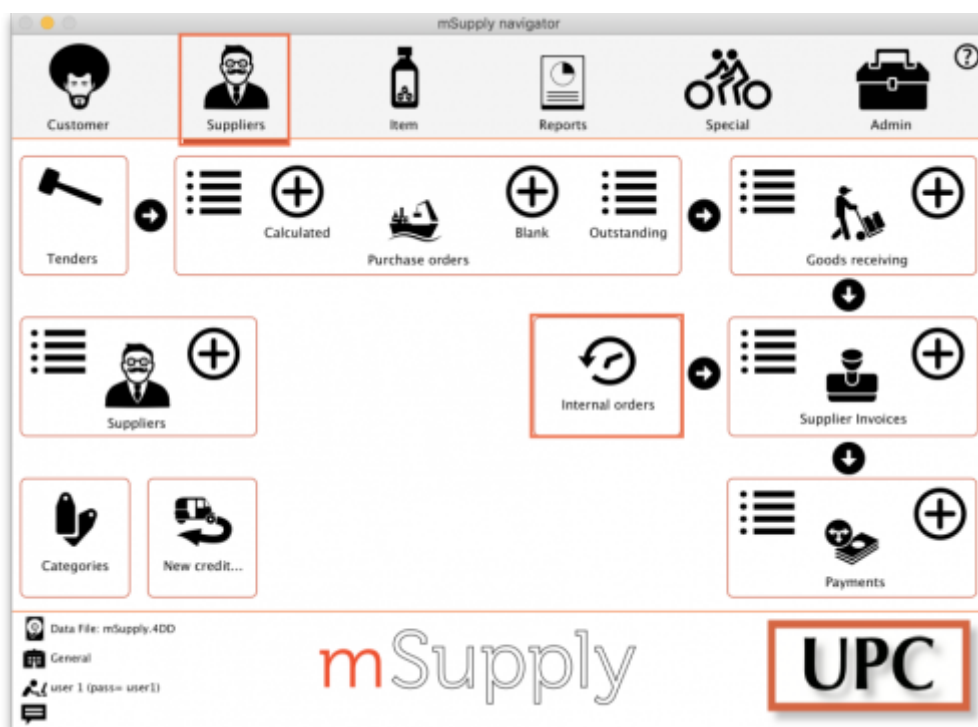 mSupply navigator
?
Customer
Suppliers
Item
Reports
Special
Admin
Tenders
Calculated
Blank
Outstanding
Purchase orders
Goods receiving
Suppliers
Internal orders
Supplier Invoices
Categories
New credit...
Payments
Data File: mSupply.4DD
General
user 1 (pass= user1)
mSupply
UPC